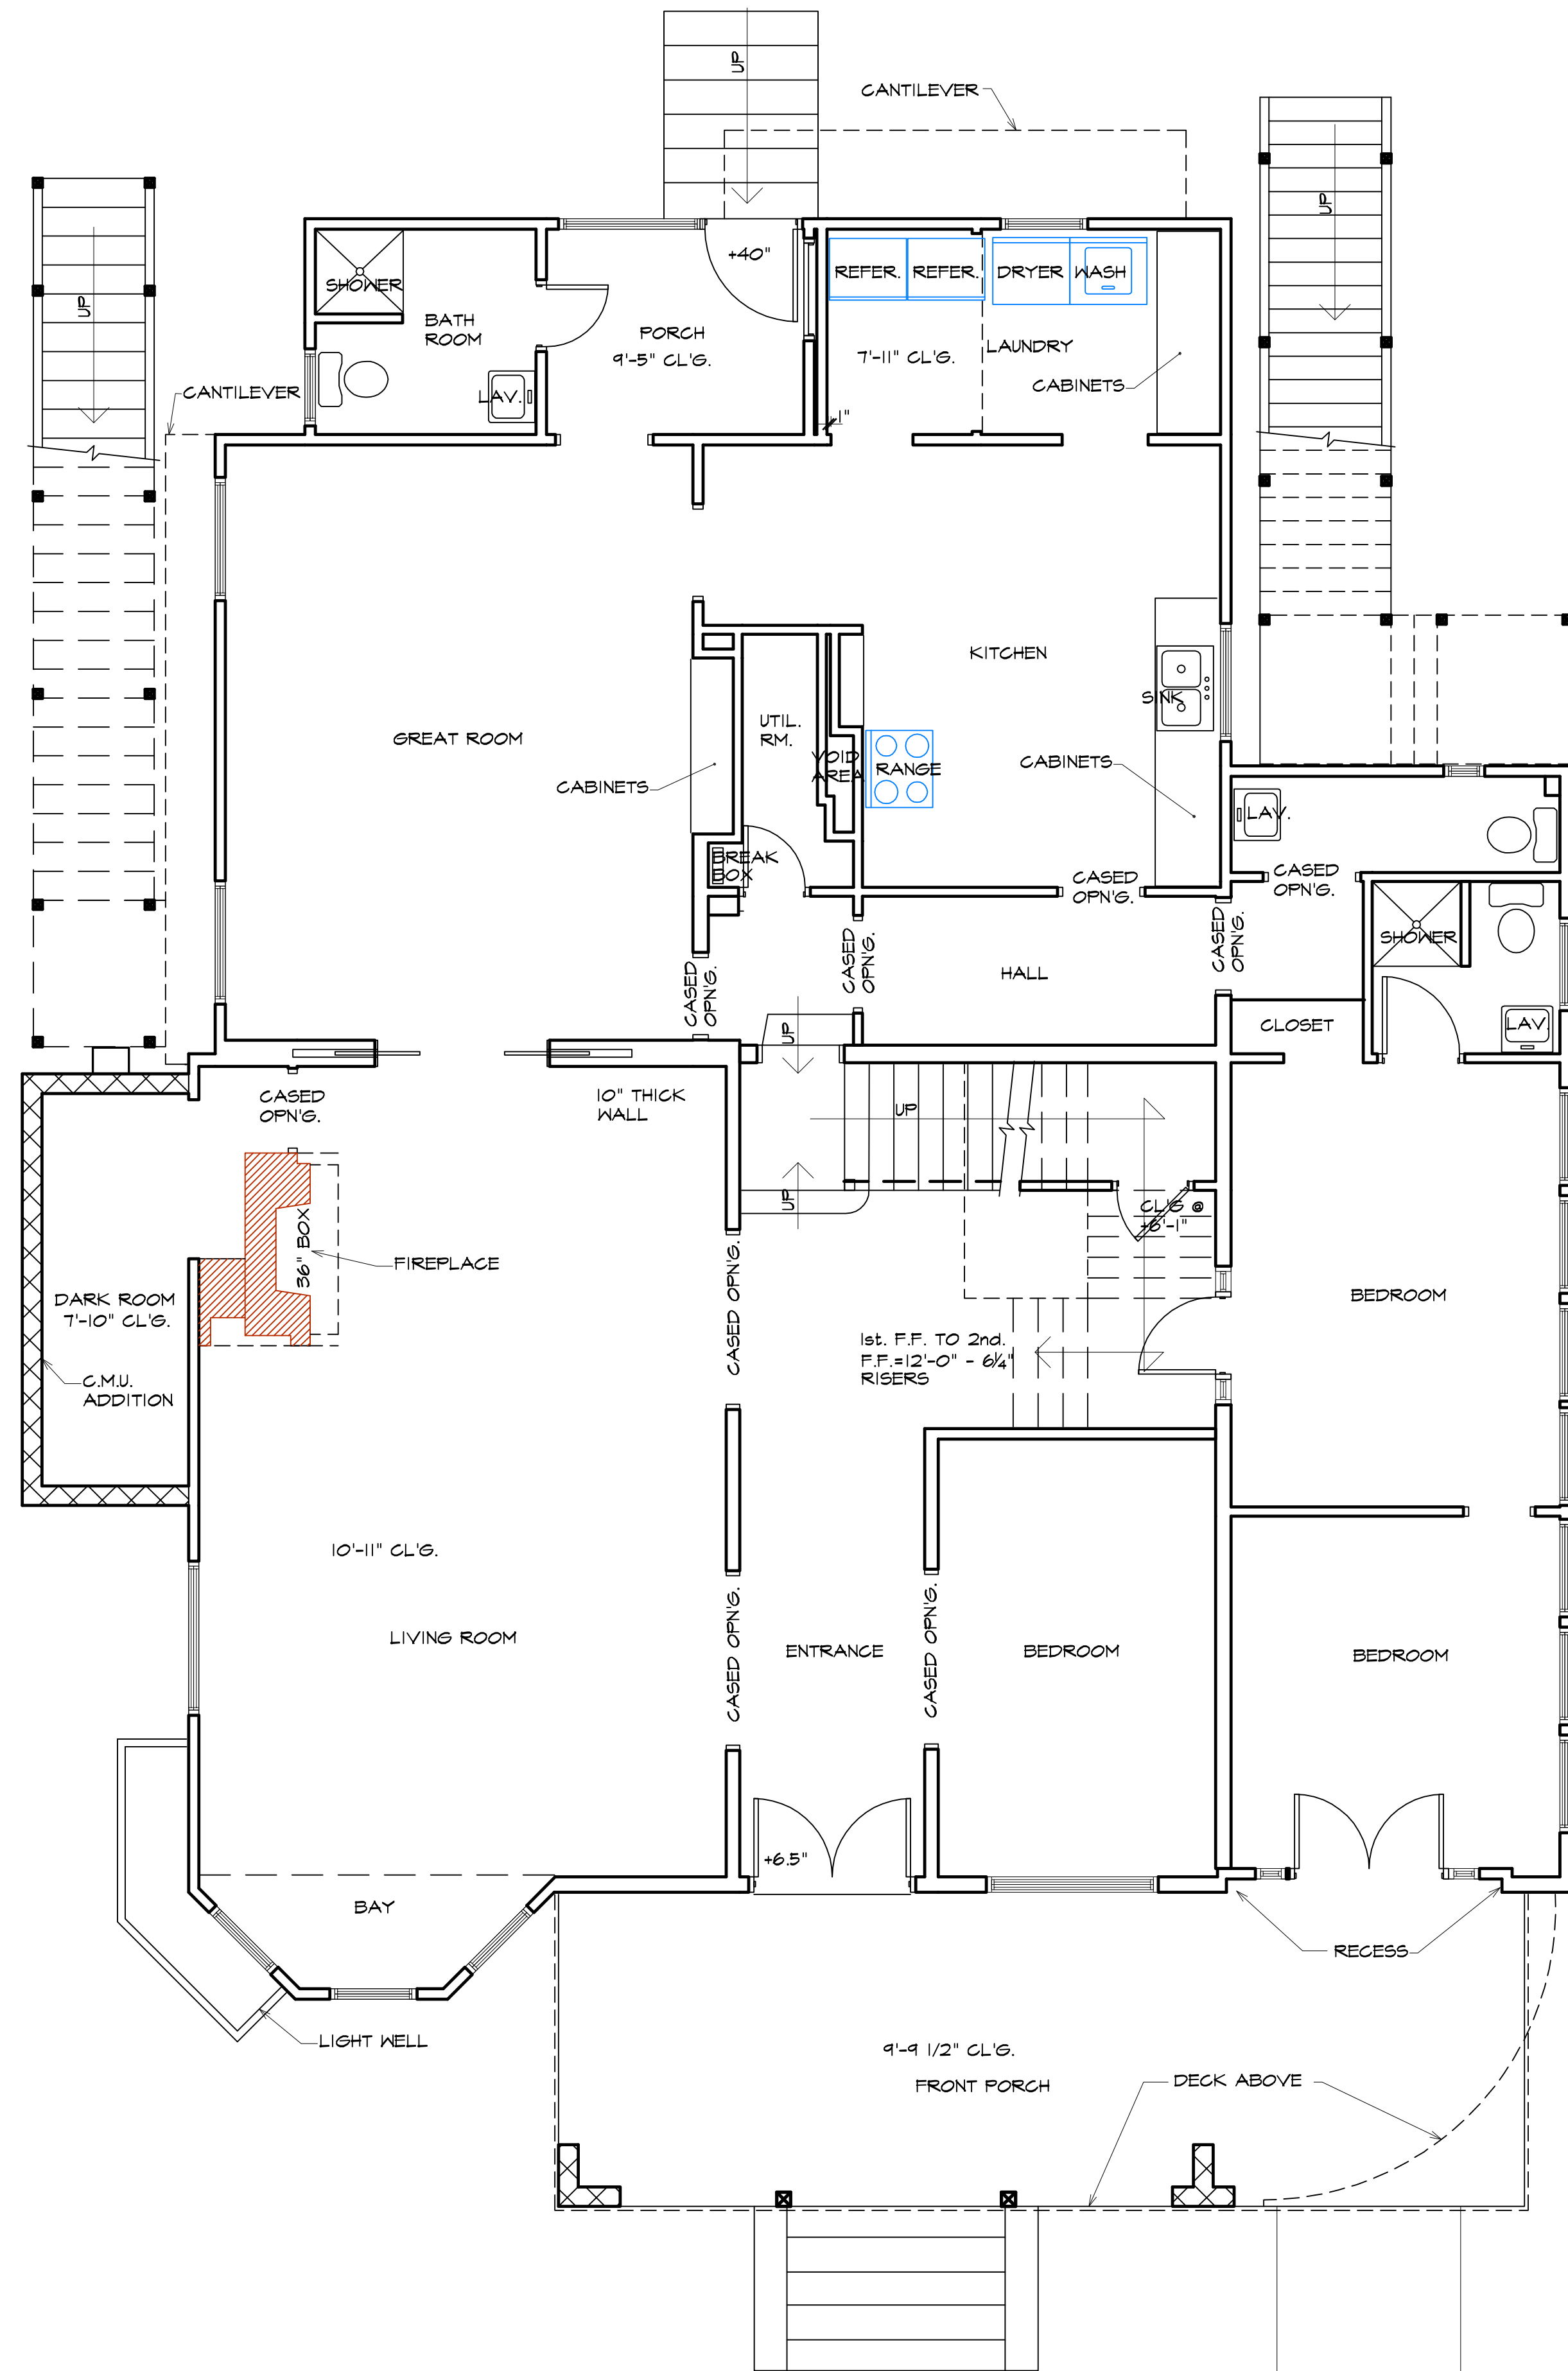 UP
CANTILEVER
UP
UP
+40"
REFER.
REFER.
DRYER
WASH
SHOWER
BATH
ROOM
PORCH
9'-5" CL'G.
7'-11" CL'G.
LAUNDRY
CABINETS
CANTILEVER
LAV.
1"
KITCHEN
SINK
GREAT ROOM
UTIL.
RM.
VOID
AREA
RANGE
CABINETS
CABINETS
LAV.
BREAK
BOX
CASED
OPN'G.
CASED
OPN'G.
CASED
OPN'G.
CASED
OPN'G.
CASED
OPN'G.
SHOWER
HALL
CLOSET
LAV.
UP
CASED
OPN'G.
10" THICK
WALL
UP
UP
CL'G @
+6'-1"
36" BOX
FIREPLACE
DARK ROOM
7'-10" CL'G.
CASED OPN'G.
BEDROOM
1st. F.F. TO 2nd.
F.F.=12'-0" - 6¼"
RISERS
C.M.U.
ADDITION
10'-11" CL'G.
LIVING ROOM
CASED OPN'G.
ENTRANCE
CASED OPN'G.
BEDROOM
BEDROOM
+6.5"
BAY
RECESS
LIGHT WELL
9'-9 1/2" CL'G.
FRONT PORCH
DECK ABOVE